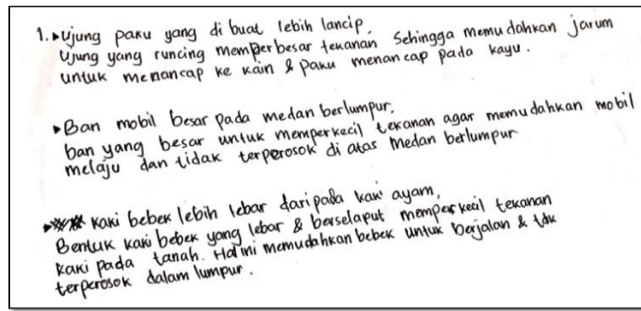 1. Ujung paku yang di buat lebih lancip,
Ujung yang runcing memperbesar tekanan sehingga memudahkan jarum
untuk menancap ke kain & paku menancap pada kayu.
Ban mobil besar pada medan berlumpur,
ban yang besar untuk memperkecil tekanan agar memudahkan mobil
melaju dan tidak terperosok di atas medan berlumpur
Kaki bebek lebih lebar daripada kaki ayam,
Bentuk kaki bebek yang lebar & berselaput memperkecil tekanan
kaki pada tanah. Hal ini memudahkan bebek untuk berjalan & tdk
terperosok dalam lumpur.